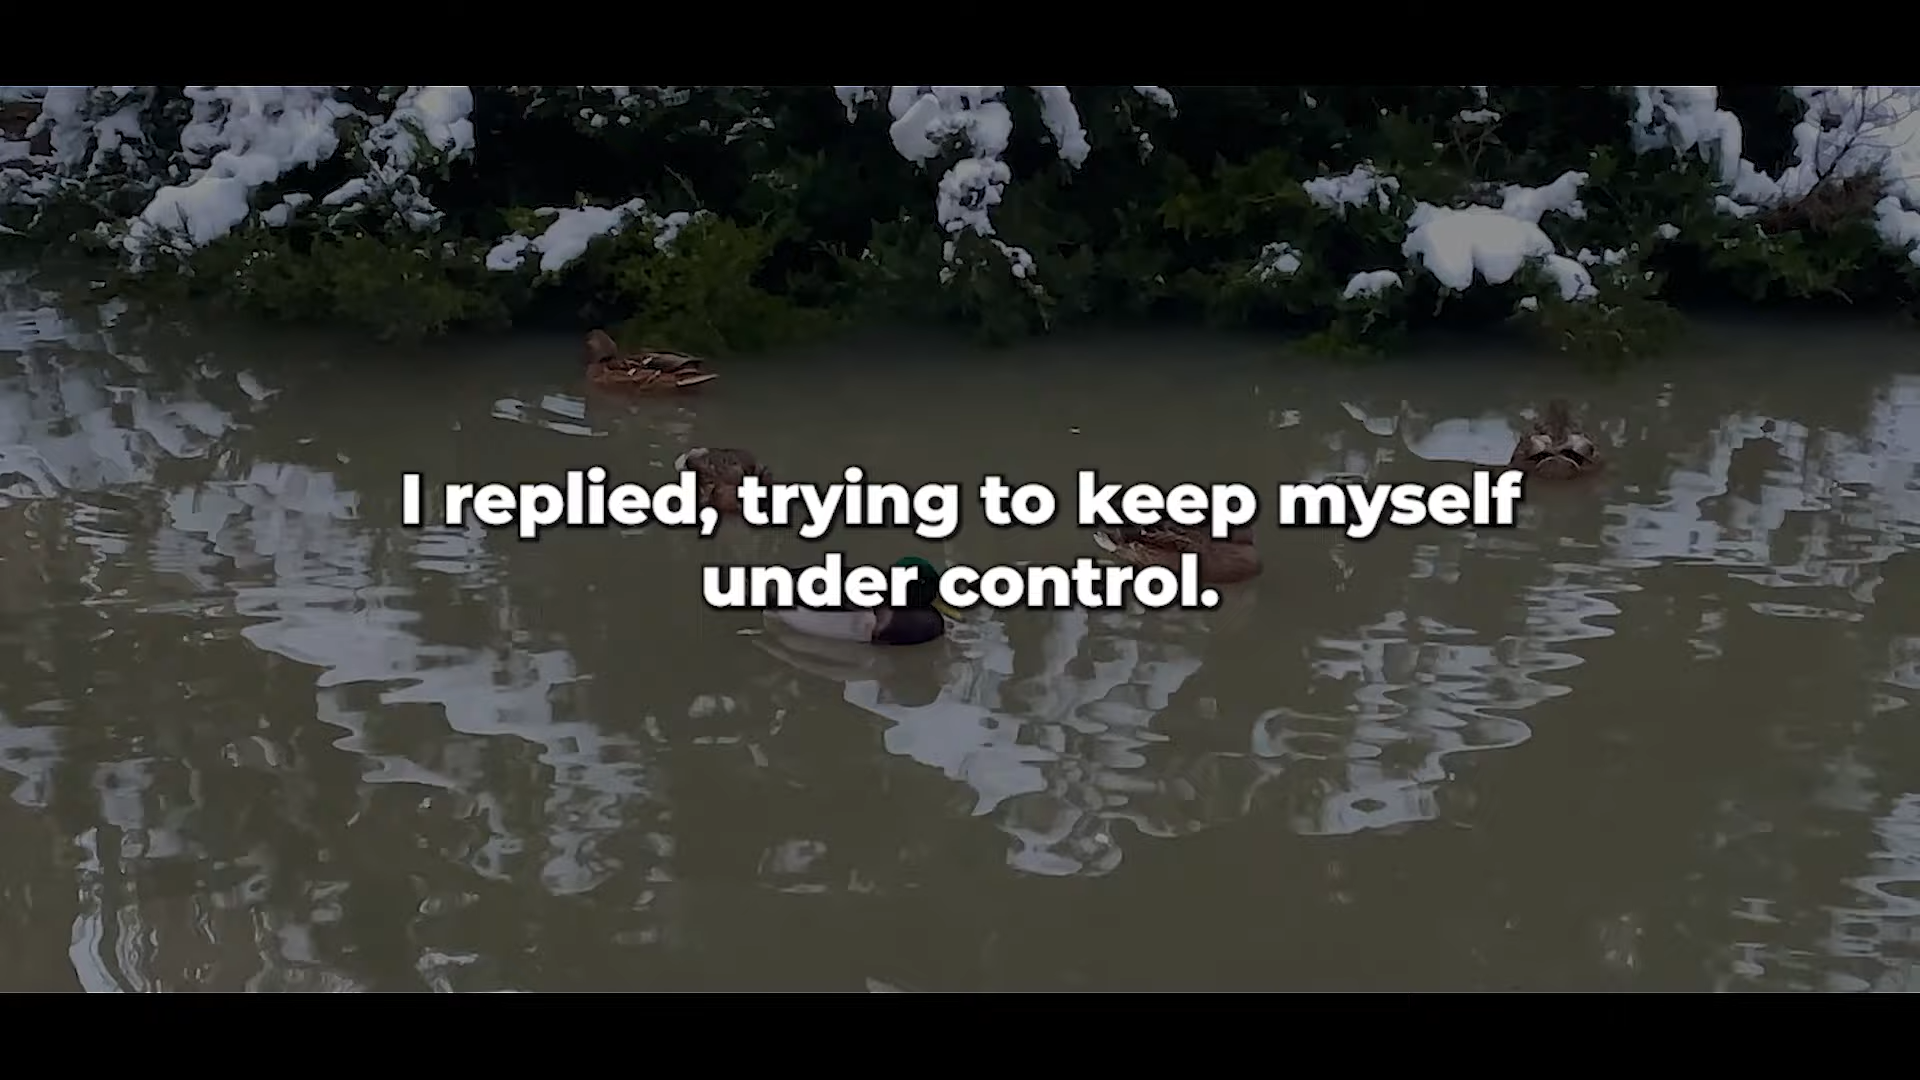 I replied, trying to keep myself
under control.